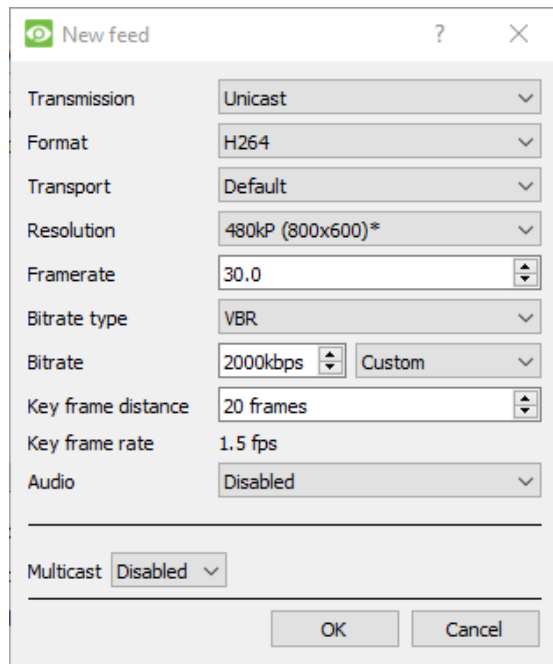 New feed
Transmission Unicast
Format H264
Transport Default
Resolution 480kP (800x600)*
Framerate 30.0
Bitrate type VBR
Bitrate 2000kbps Custom
Key frame distance 20 frames
Key frame rate 1.5 fps
Audio Disabled
Multicast Disabled
OK Cancel